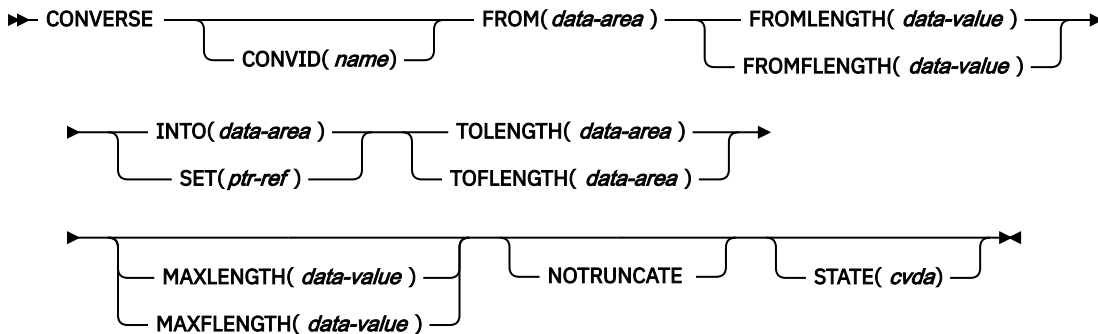 CONVERSE FROM( data-area ) FROMLENGTH( data-value )
CONVID( name) FROMFLENGTH( data-value )
INTO( data-area ) TOLENGTH( data-area )
SET( ptr-ref ) TOFLENGTH( data-area )
MAXLENGTH( data-value ) NOTRUNCATE STATE( cvda )
MAXFLENGTH( data-value )